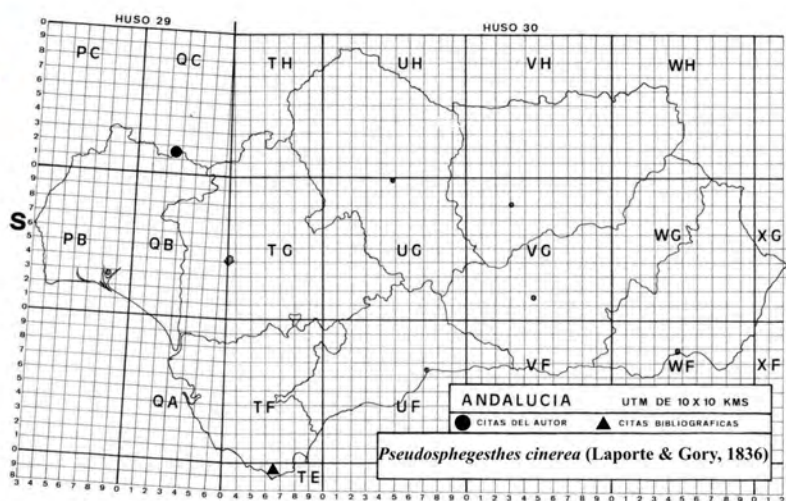 HUSO 29 HUSO 30
PC QC TH UH VH WH
S PB QB TG UG VG WG XG
QA TF UF VF WF XF
TE
ANDALUCIA UTM DE 10 X 10 KMS
CITAS DEL AUTOR CITAS BIBLIOGRAFICAS
Pseudosphegesthes cinerea (Laporte & Gory, 1836)